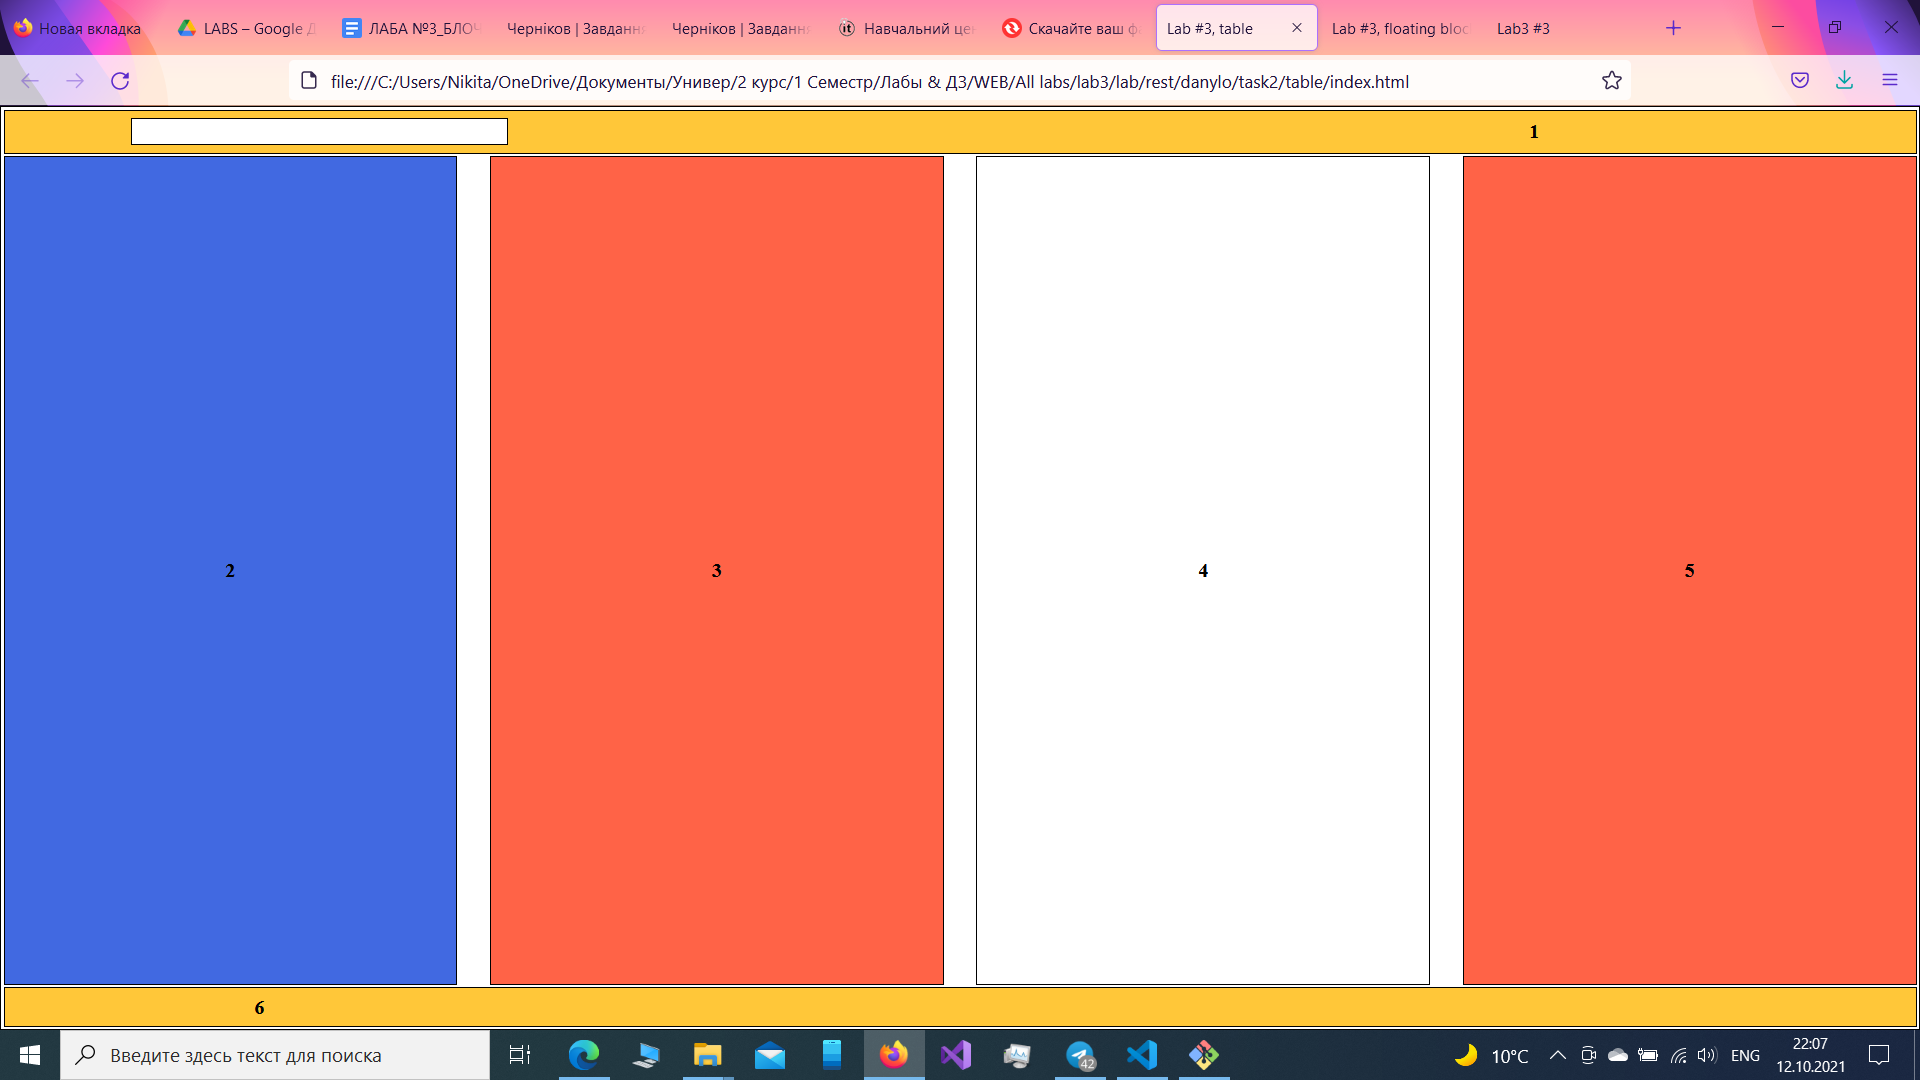 Новая вкладка
LABS – Google Д
ЛАБА №3_БЛОЧ
Черніков | Завданн
Черніков | Завдання
Навчальний цен
Скачайте ваш ф
Lab #3, table
Lab #3, floating bloc
Lab3 #3
file:///C:/Users/Nikita/OneDrive/Документы/Универ/2 курс/1 Семестр/Лабы & ДЗ/WEB/All labs/lab3/lab/rest/danylo/task2/table/index.html
1
2
3
4
5
6
Введите здесь текст для поиска
42
10°C
ENG
22:07
12.10.2021